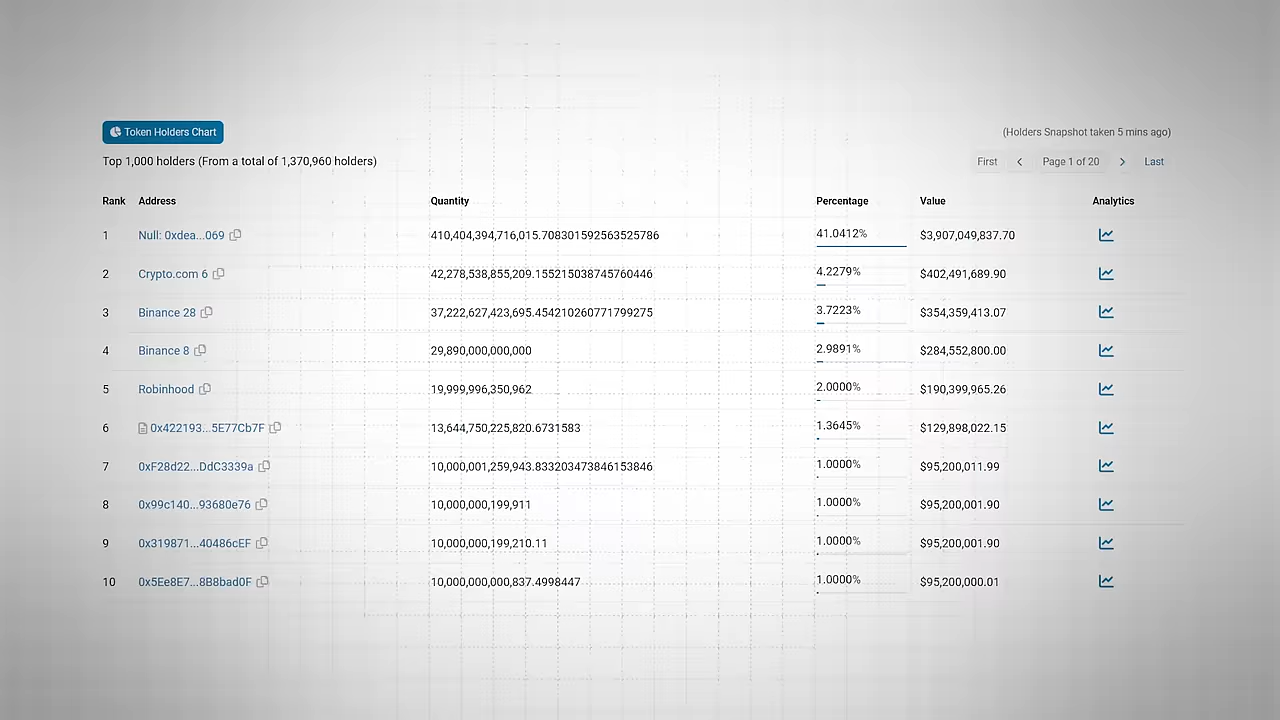 Token Holders Chart
(Holders Snapshot taken 5 mins ago)
Top 1,000 holders (From a total of 1,370,960 holders)
First Page 1 of 20 Last
Rank Address Quantity Percentage Value Analytics
1 Null: 0xdea...069 410,404,394,716,015.708301592563525786 41.0412% $3,907,049,837.70
2 Crypto.com 6 42,278,538,855,209.155215038745760446 4.2279% $402,491,689.90
3 Binance 28 37,222,627,423,695.454210260771799275 3.7223% $354,359,413.07
4 Binance 8 29,890,000,000,000 2.9891% $284,552,800.00
5 Robinhood 19,999,996,350,962 2.0000% $190,399,965.26
6 0x422193...5E77Cb7F 13,644,750,225,820.6731583 1.3645% $129,898,022.15
7 0xF28d22...DdC3339a 10,000,001,259,943.833203473846153846 1.0000% $95,200,011.99
8 0x99c140...93680e76 10,000,000,199,911 1.0000% $95,200,001.90
9 0x319871...40486cEF 10,000,000,199,210.11 1.0000% $95,200,001.90
10 0x5Ee8E7...8B8bad0F 10,000,000,000,837.4998447 1.0000% $95,200,000.01